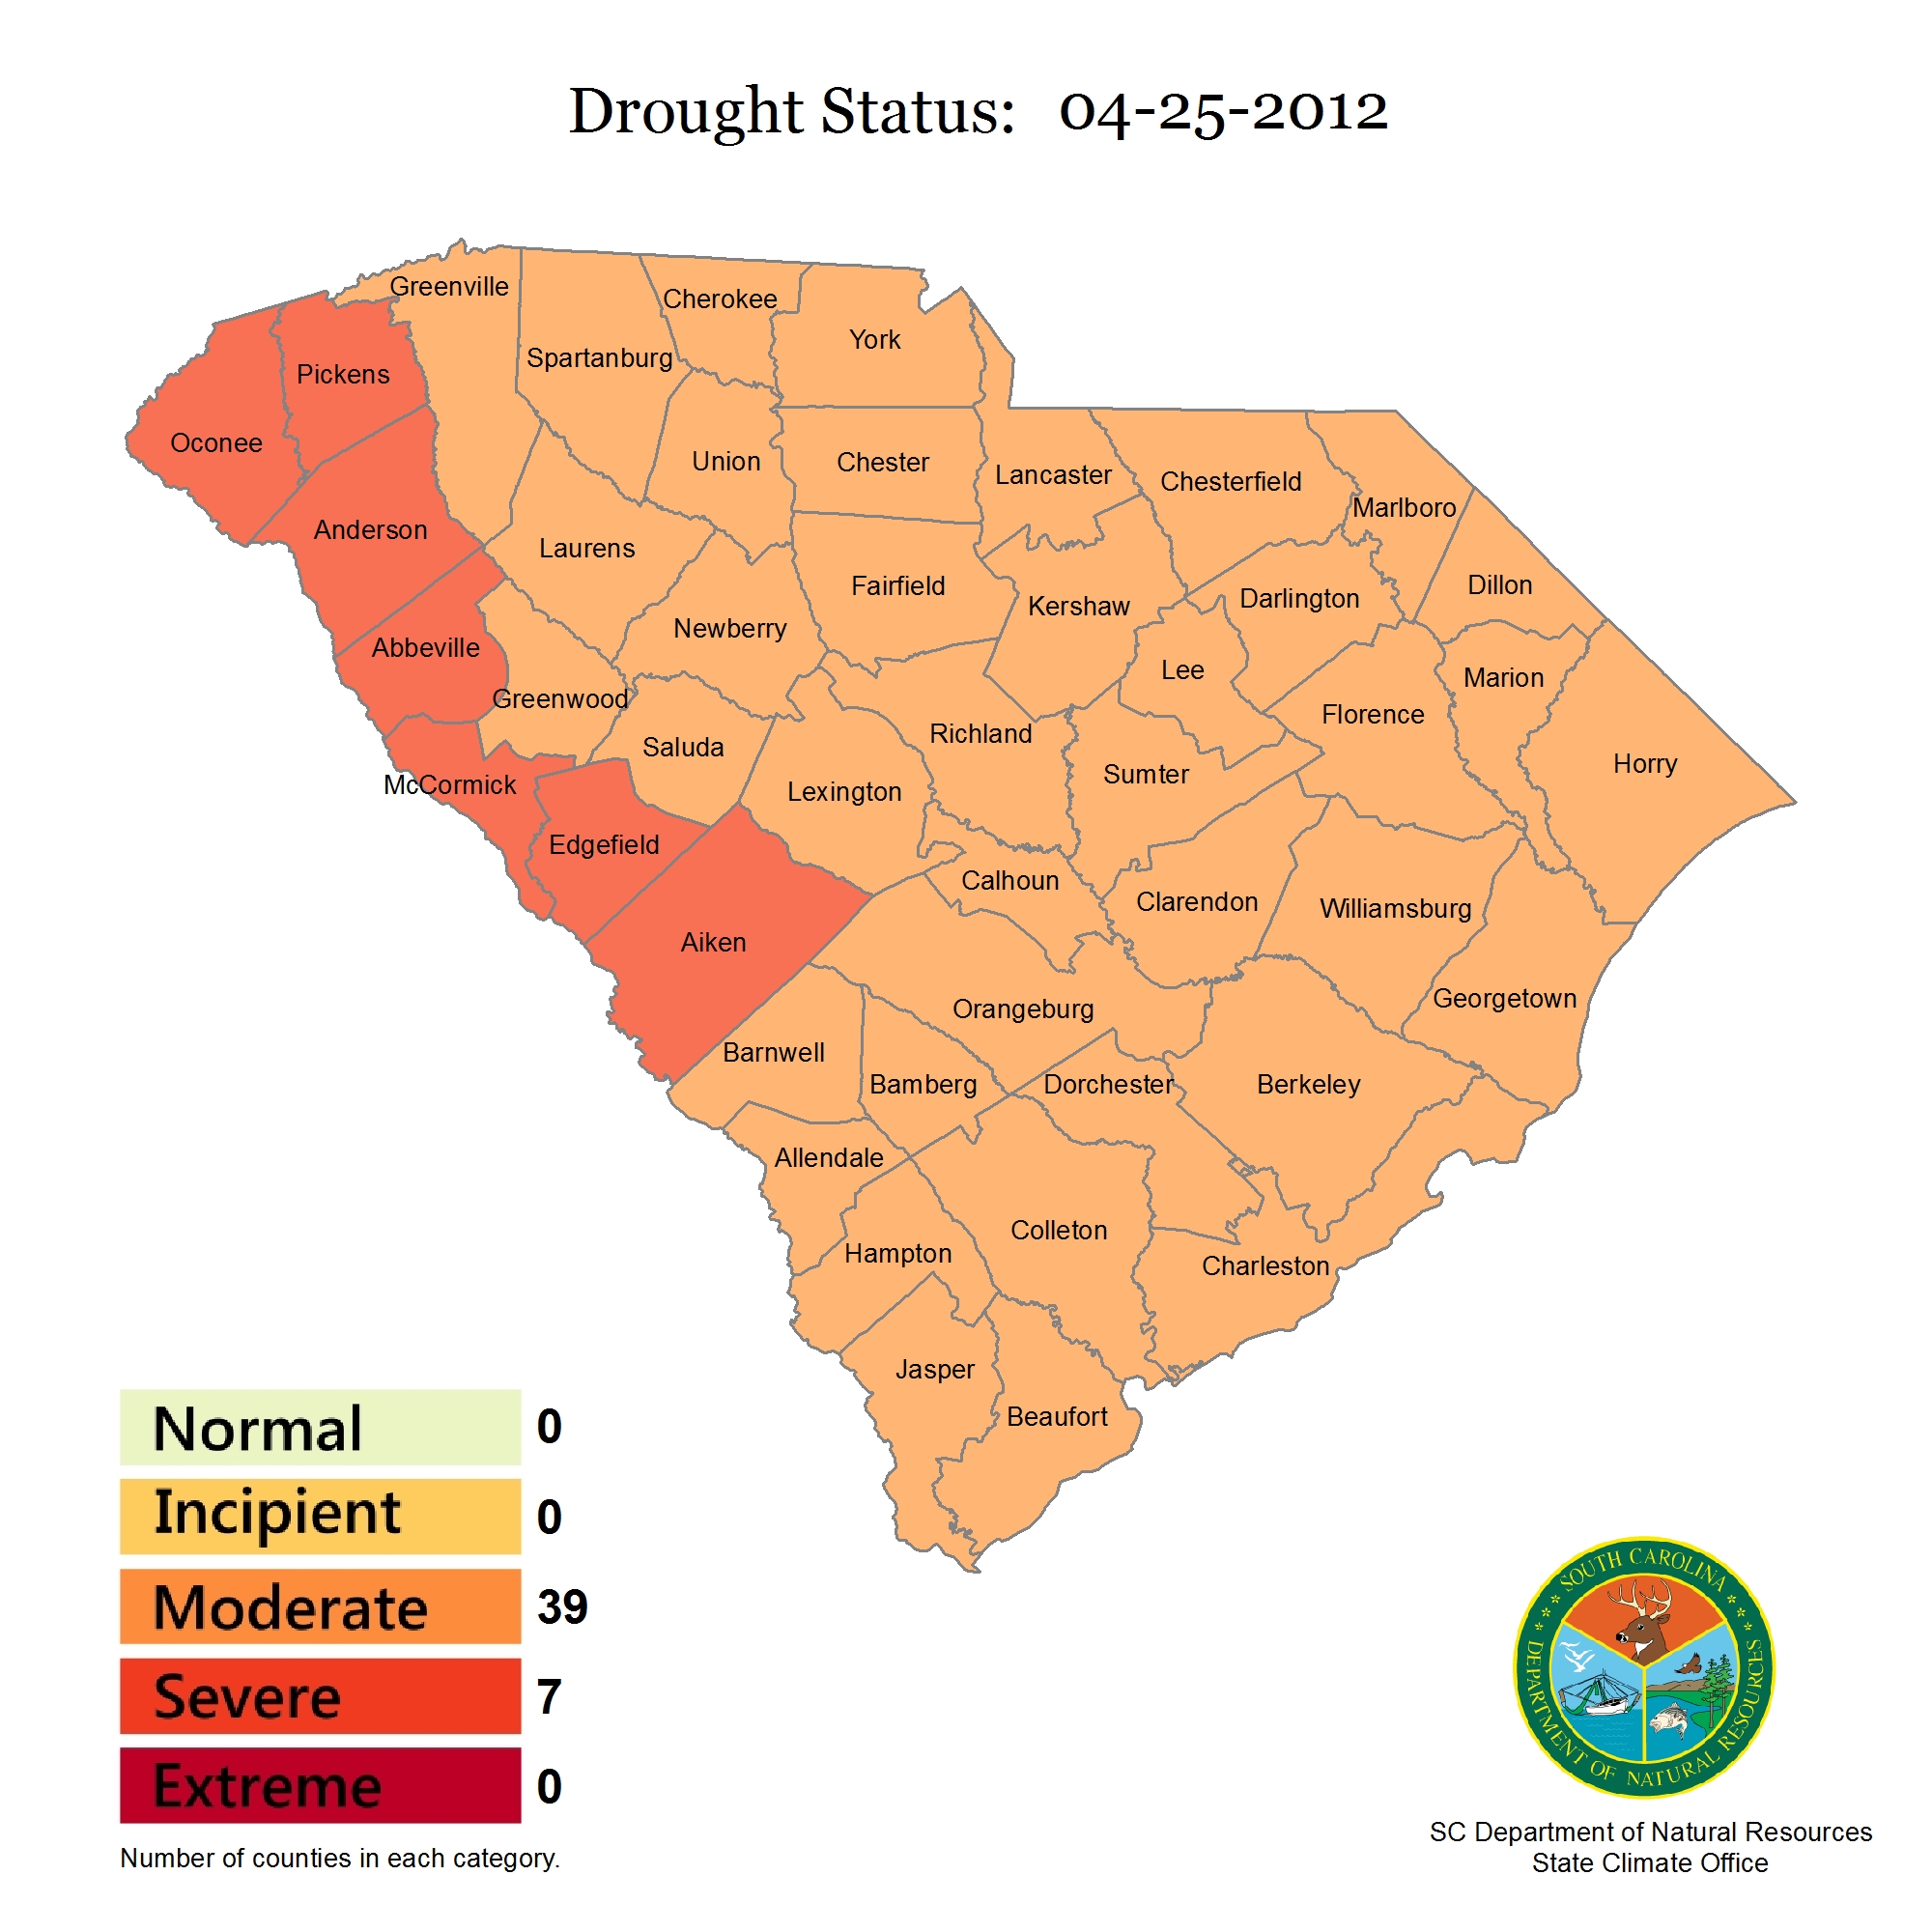 Drought Status: 04-25-2012
Greenville
Cherokee
York
Spartanburg
Pickens
Oconee
Union
Chester
Lancaster
Chesterfield
Marlboro
Anderson
Laurens
Fairfield
Kershaw
Darlington
Dillon
Abbeville
Newberry
Lee
Marion
Greenwood
Saluda
Richland
Florence
Horry
McCormick
Lexington
Sumter
Edgefield
Calhoun
Clarendon
Williamsburg
Aiken
Orangeburg
Georgetown
Barnwell
Bamberg
Dorchester
Berkeley
Allendale
Colleton
Hampton
Charleston
Jasper
Beaufort
Normal 0
Incipient 0
Moderate 39
Severe 7
Extreme 0
Number of counties in each category.
SOUTH CAROLINA
DEPARTMENT OF NATURAL RESOURCES
SC Department of Natural Resources
State Climate Office